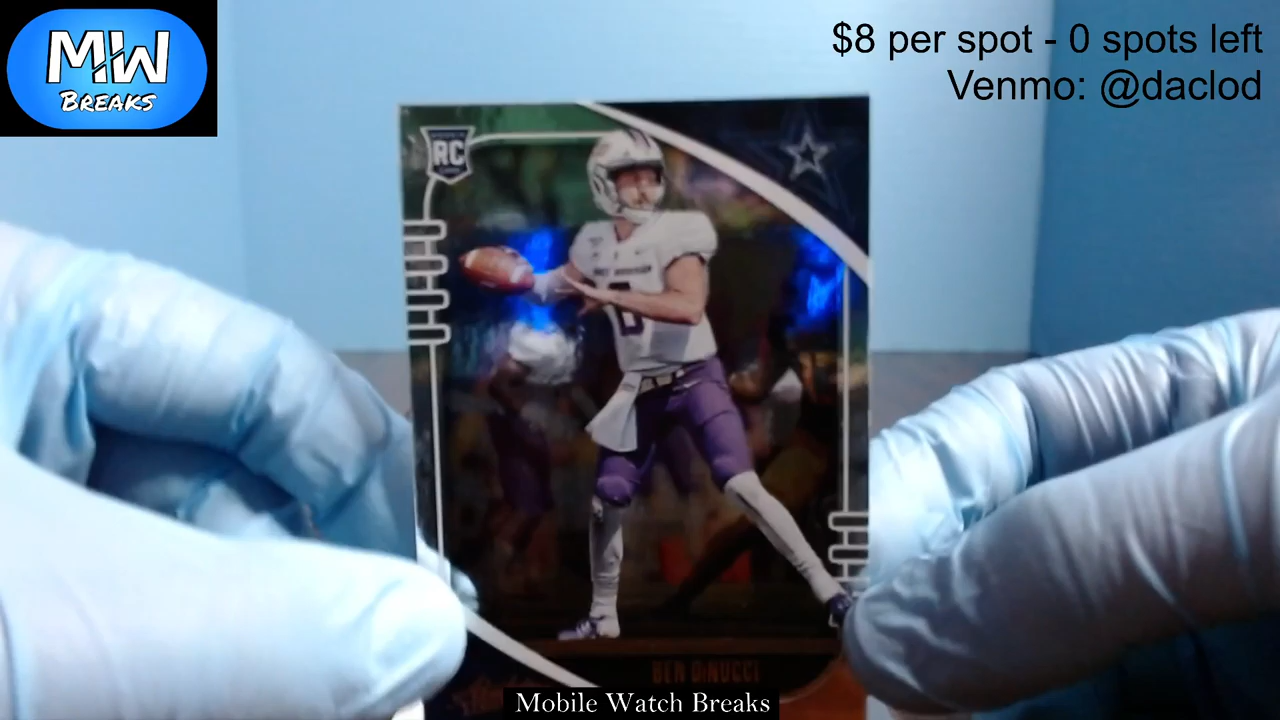 MW
BREAKS
$8 per spot - 0 spots left
Venmo: @daclod
RC
BEN DiNUCCI
Mobile Watch Breaks